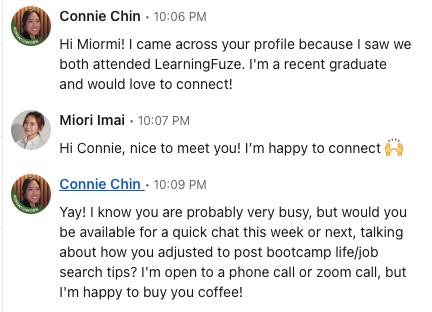 Connie Chin • 10:06 PM
Hi Miormi! I came across your profile because I saw we
both attended LearningFuze. I'm a recent graduate
and would love to connect!
Miori Imai • 10:07 PM
Hi Connie, nice to meet you! I'm happy to connect 🙌
Connie Chin • 10:09 PM
Yay! I know you are probably very busy, but would you
be available for a quick chat this week or next, talking
about how you adjusted to post bootcamp life/job
search tips? I'm open to a phone call or zoom call, but
I'm happy to buy you coffee!